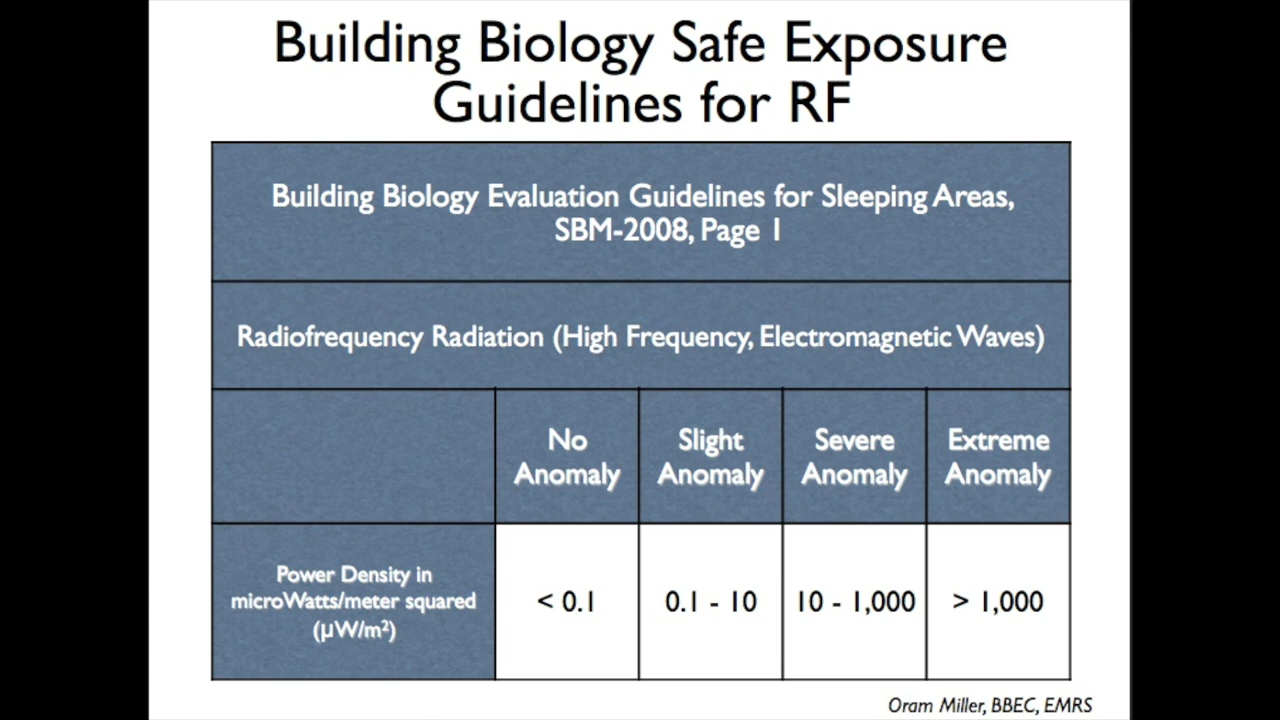 Building Biology Safe Exposure
Guidelines for RF
Building Biology Evaluation Guidelines for Sleeping Areas,
SBM-2008, Page 1
Radiofrequency Radiation (High Frequency, Electromagnetic Waves)
No
Anomaly
Slight
Anomaly
Severe
Anomaly
Extreme
Anomaly
Power Density in
microWatts/meter squared
(µW/m²)
< 0.1
0.1 - 10
10 - 1,000
> 1,000
Oram Miller, BBEC, EMRS